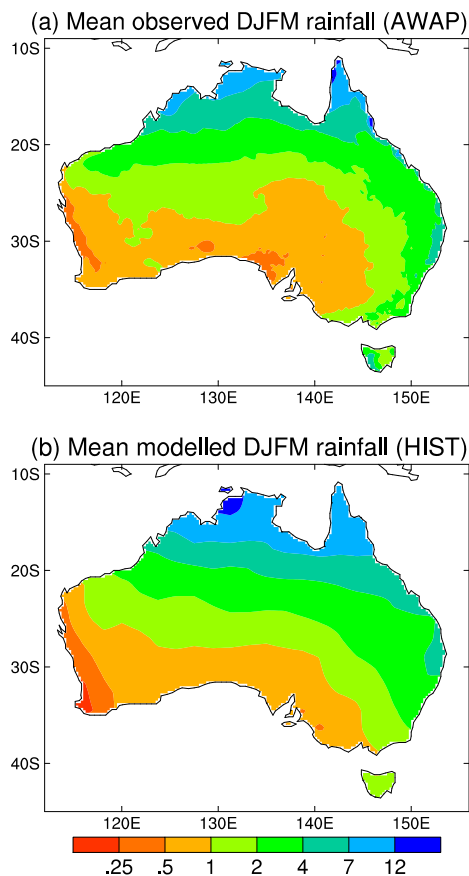 (a) Mean observed DJFM rainfall (AWAP)
10S
20S
30S
40S
120E 130E 140E 150E
(b) Mean modelled DJFM rainfall (HIST)
10S
20S
30S
40S
120E 130E 140E 150E
.25 .5 1 2 4 7 12